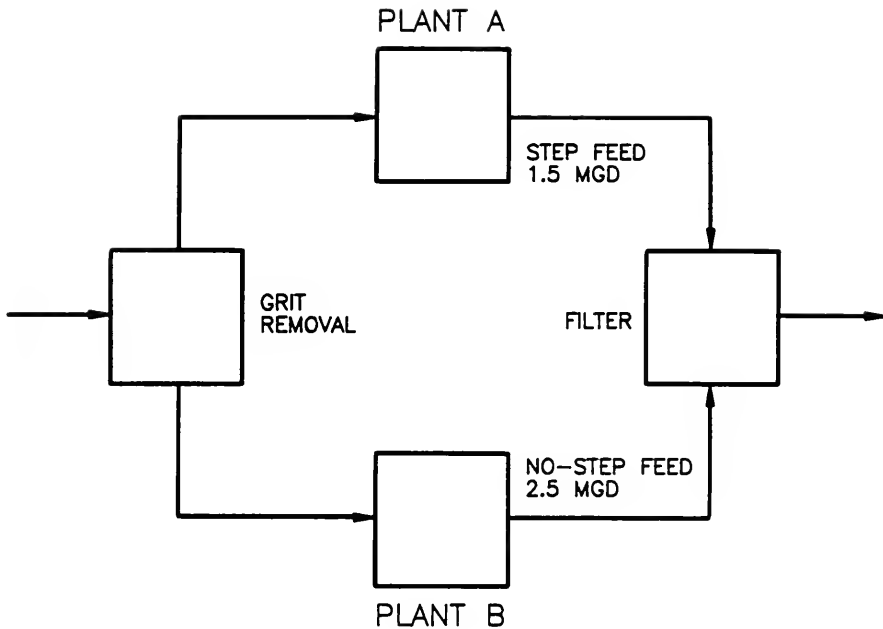 PLANT A
STEP FEED
1.5 MGD
GRIT
REMOVAL
FILTER
NO-STEP FEED
2.5 MGD
PLANT B